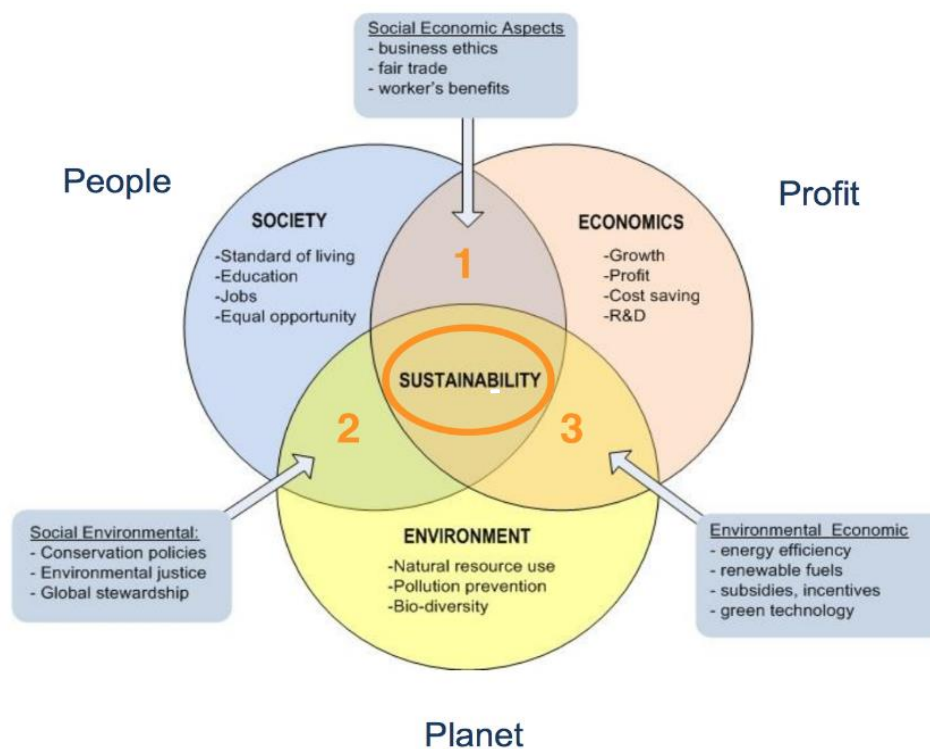 Social Economic Aspects
- business ethics
- fair trade
- worker's benefits
People
Profit
SOCIETY
-Standard of living
-Education
-Jobs
-Equal opportunity
1
ECONOMICS
-Growth
-Profit
-Cost saving
-R&D
SUSTAINABILITY
2
3
Social Environmental:
- Conservation policies
- Environmental justice
- Global stewardship
ENVIRONMENT
-Natural resource use
-Pollution prevention
-Bio-diversity
Environmental Economic
- energy efficiency
- renewable fuels
- subsidies, incentives
- green technology
Planet